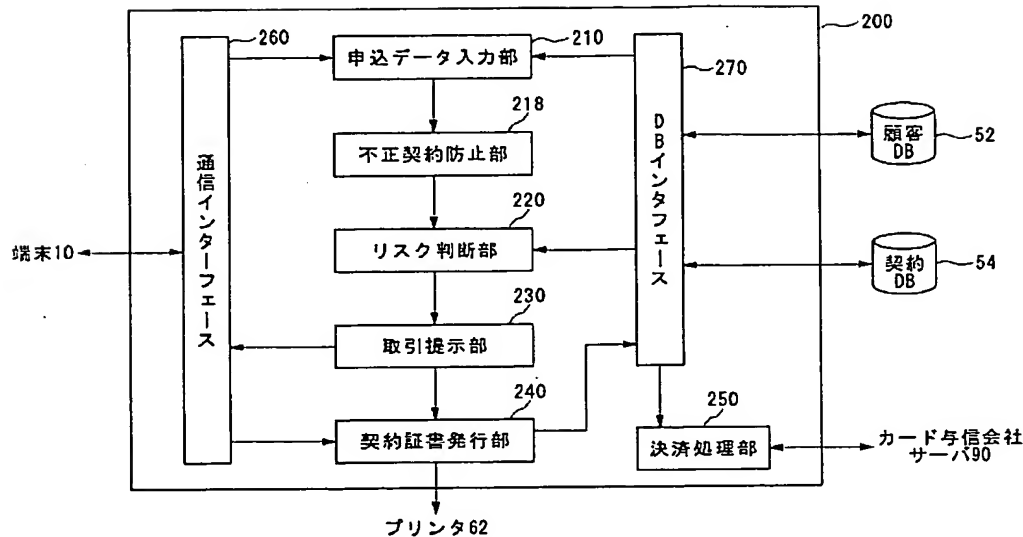 200
260
210
申込データ入力部
270
218
不正契約防止部
顧客
DB
52
通信インターフェース
DBインタフェース
220
端末10
リスク判断部
契約
DB
54
230
取引提示部
240
契約証書発行部
250
決済処理部
カード与信会社
サーバ90
プリンタ62